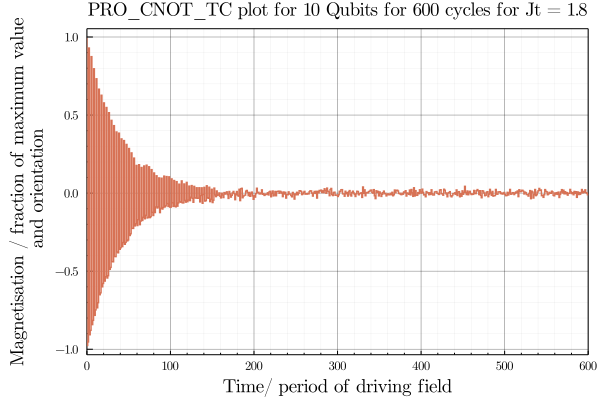 PRO_CNOT_TC plot for 10 Qubits for 600 cycles for Jt = 1.8
Magnetisation / fraction of maximum value
and orientation
1.0
0.5
0.0
−0.5
−1.0
0 100 200 300 400 500 600
Time/ period of driving field